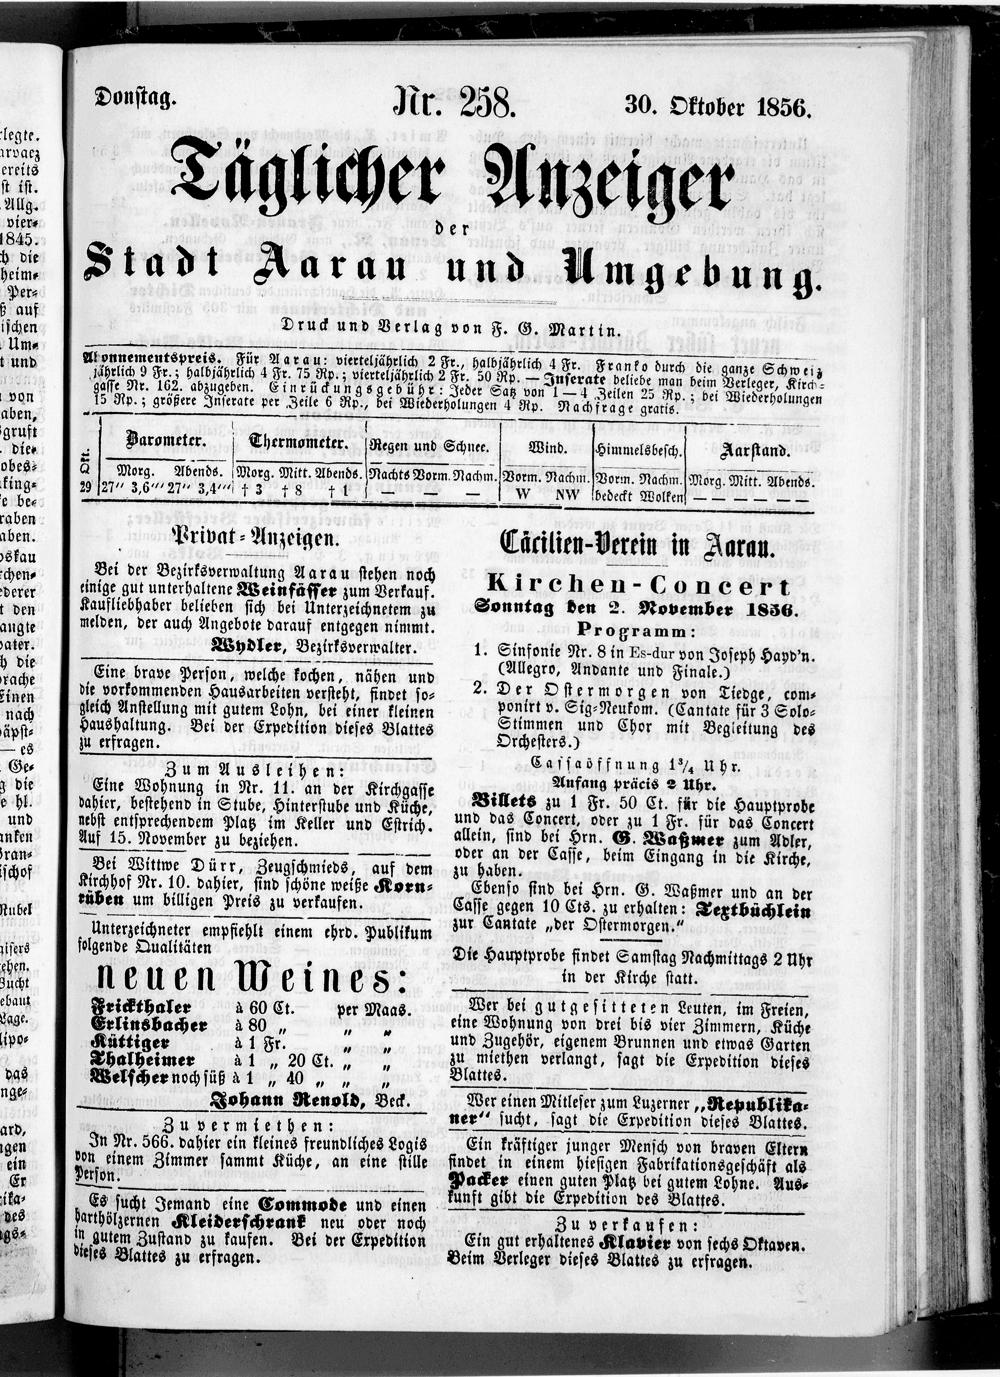 Donstag.
Nr. 258.
30. Oktober 1856.
Täglicher Anzeiger
der
Stadt Aarau und Umgebung.
Druck und Verlag von F. G. Martin.
Abonnementspreis. Für Aarau: vierteljährlich 2 Fr., halbjährlich 4 Fr. Franko durch die ganze Schweiz
jährlich 9 Fr.; halbjährlich 4 Fr. 75 Rp.; vierteljährlich 2 Fr. 50 Rp. — Inserate beliebe man beim Verleger, Kirch-
gasse Nr. 162. abzugeben. Einrückungsgebühr: Jeder Satz von 1—4 Zeilen 25 Rp.; bei Wiederholungen
15 Rp.; größere Inserate per Zeile 6 Rp., bei Wiederholungen 4 Rp. Nachfrage gratis.
Okt. Barometer. Thermometer. Regen und Schnee. Wind. Himmelsbesch. Aarstand.
Morg. Abends. Morg. Mitt. Abends. Nachts Vorm. Nachm. Vorm. Nachm. Vorm. Nachm. Morg. Mitt. Abends.
29 27'' 3,6''' 27'' 3,4''' † 3 † 8 † 1 — — — W NW bedeckt Wolken — — — — — —
Privat-Anzeigen.
Bei der Bezirksverwaltung Aarau stehen noch
einige gut unterhaltene Weinfässer zum Verkauf.
Kaufliebhaber belieben sich bei Unterzeichnetem zu
melden, der auch Angebote darauf entgegen nimmt.
Wydler, Bezirksverwalter.
Eine brave Person, welche kochen, nähen und
die vorkommenden Hausarbeiten versteht, findet so-
gleich Anstellung mit gutem Lohn, bei einer kleinen
Haushaltung. Bei der Expedition dieses Blattes
zu erfragen.
Zum Ausleihen:
Eine Wohnung in Nr. 11. an der Kirchgasse
dahier, bestehend in Stube, Hinterstube und Küche,
nebst entsprechendem Platz im Keller und Estrich.
Auf 15. November zu beziehen.
Bei Wittwe Dürr, Zeugschmieds, auf dem
Kirchhof Nr. 10. dahier, sind schöne weiße Korn-
rüben um billigen Preis zu verkaufen.
Unterzeichneter empfiehlt einem ehrd. Publikum
folgende Qualitäten
neuen Weines:
Frickthaler à 60 Ct. per Maas.
Erlinsbacher à 80 „ „ „
Küttiger à 1 Fr. „ „
Thalheimer à 1 „ 20 Ct. „ „
Welscher noch süß à 1 „ 40 „ „ „
Johann Renold, Beck.
Zu vermiethen:
In Nr. 566. dahier ein kleines freundliches Logis
von einem Zimmer sammt Küche, an eine stille
Person.
Es sucht Jemand eine Commode und einen
harthölzernen Kleiderschrank neu oder noch
in gutem Zustand zu kaufen. Bei der Expedition
dieses Blattes zu erfragen.
Cäcilien-Verein in Aarau.
Kirchen-Concert
Sonntag den 2. November 1856.
Programm:
1. Sinfonie Nr. 8 in Es-dur von Joseph Hayd'n.
(Allegro, Andante und Finale.)
2. Der Ostermorgen von Tiedge, com-
ponirt v. Sig-Neukom. (Cantate für 3 Solo-
Stimmen und Chor mit Begleitung des
Orchesters.)
Cassaöffnung 1¾ Uhr.
Anfang präcis 2 Uhr.
Billets zu 1 Fr. 50 Ct. für die Hauptprobe
und das Concert, oder zu 1 Fr. für das Concert
allein, sind bei Hrn. G. Waßmer zum Adler,
oder an der Casse, beim Eingang in die Kirche,
zu haben.
Ebenso sind bei Hrn. G. Waßmer und an der
Casse gegen 10 Cts. zu erhalten: Textbüchlein
zur Cantate „der Ostermorgen."
Die Hauptprobe findet Samstag Nachmittags 2 Uhr
in der Kirche statt.
Wer bei gutgesitteten Leuten, im Freien,
eine Wohnung von drei bis vier Zimmern, Küche
und Zugehör, eigenem Brunnen und etwas Garten
zu miethen verlangt, sagt die Expedition dieses
Blattes.
Wer einen Mitleser zum Luzerner „Republika-
ner" sucht, sagt die Expedition dieses Blattes.
Ein kräftiger junger Mensch von braven Eltern
findet in einem hiesigen Fabrikationsgeschäft als
Packer einen guten Platz bei gutem Lohne. Aus-
kunft gibt die Expedition des Blattes.
Zu verkaufen:
Ein gut erhaltenes Klavier von sechs Oktaven.
Beim Verleger dieses Blattes zu erfragen.